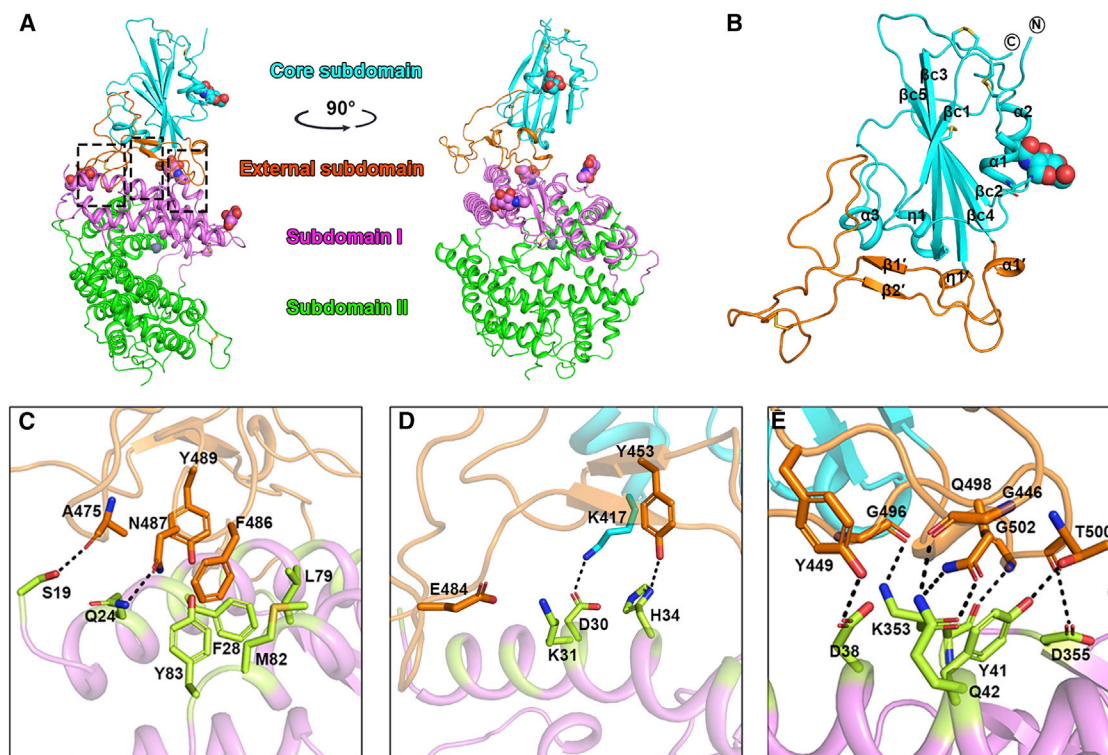 A
Core subdomain
90°
External subdomain
Subdomain I
Subdomain II
B
N
C
βc3
βc5
βc1
α2
α1
βc2
βc4
α3
η1
β1′
η1′
α1′
β2′
C
Y489
A475
N487
F486
L79
S19
Q24
F28
M82
Y83
D
Y453
K417
E484
H34
D30
K31
E
Q498
G446
G496
G502
T500
Y449
K353
D38
Y41
D355
Q42